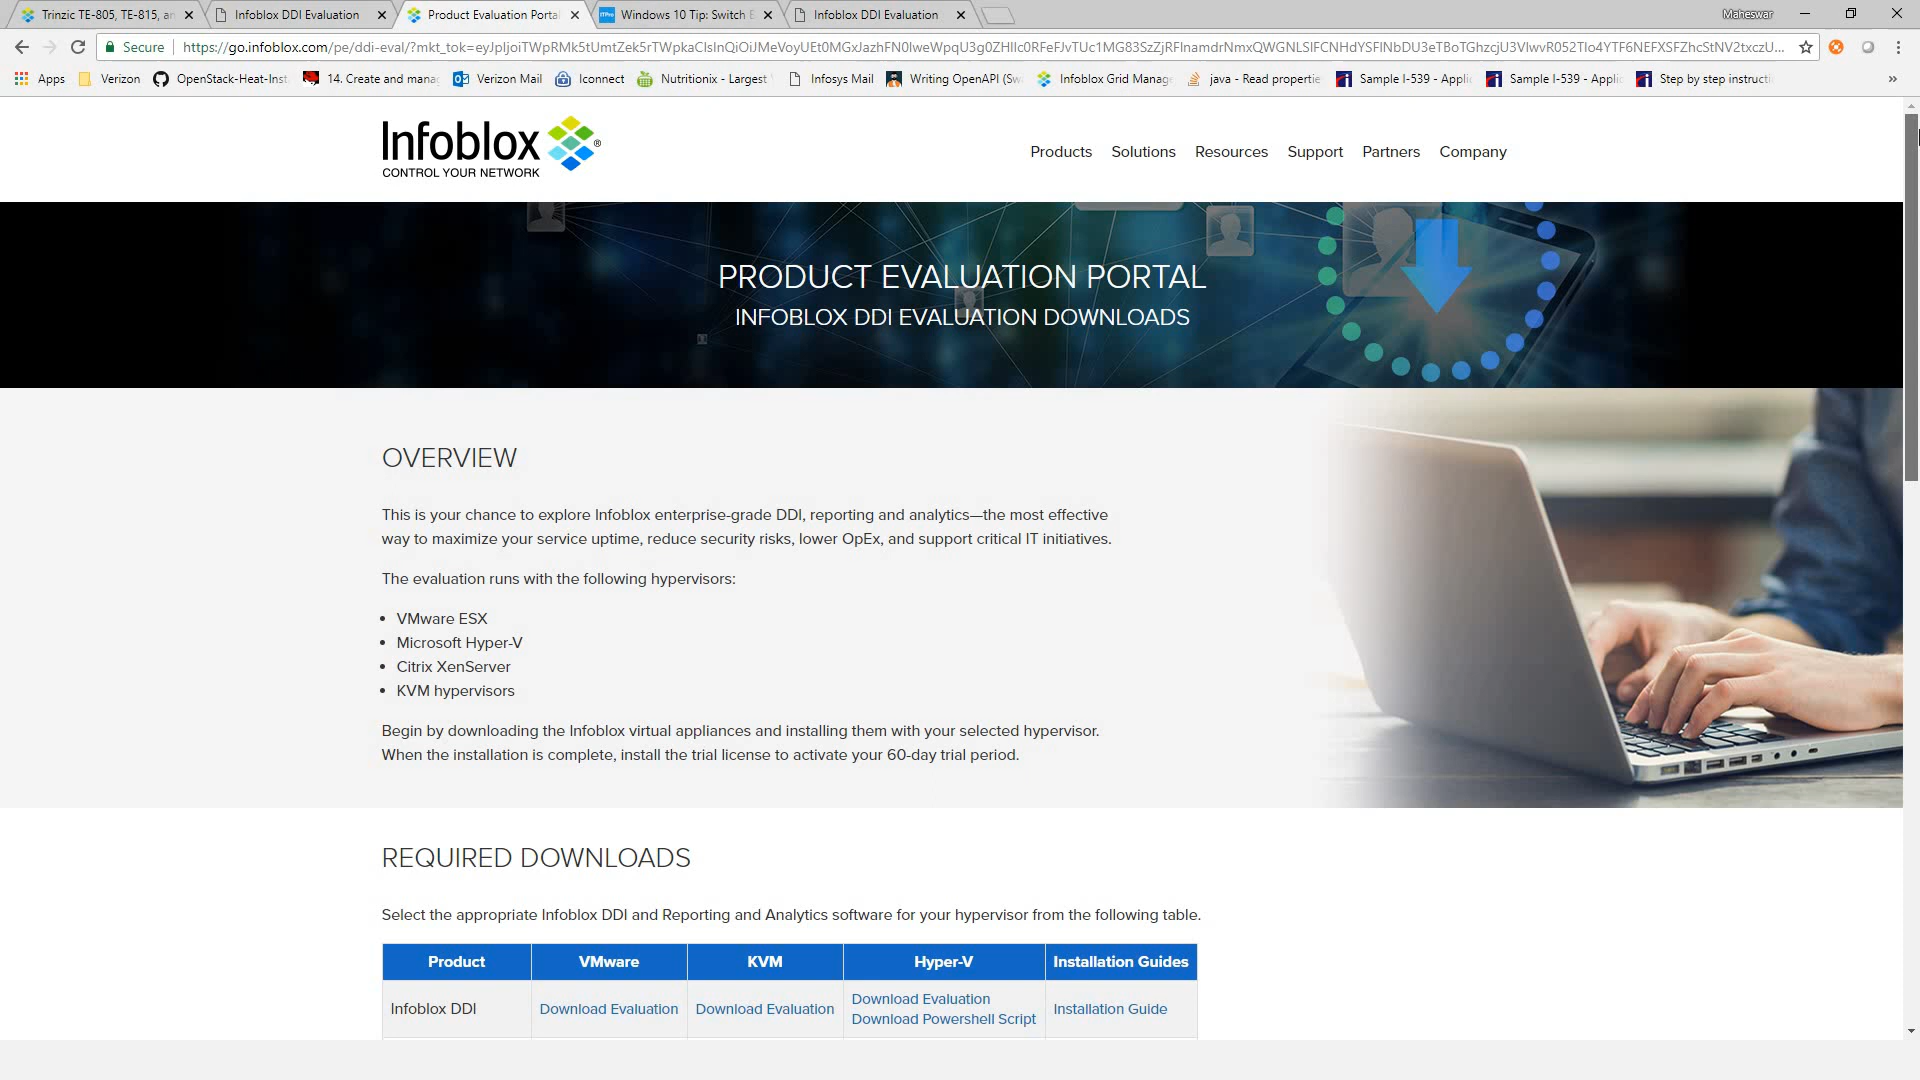 Trinzic TE-805, TE-815, an
Infoblox DDI Evaluation
Product Evaluation Porta
Windows 10 Tip: Switch E
Infoblox DDI Evaluation
Maheswar
Secure
https://go.infoblox.com/pe/ddi-eval/?mkt_tok=
Apps
Verizon
OpenStack-Heat-Inst
14. Create and mana
Verizon Mail
Iconnect
Nutritionix - Largest
Infosys Mail
Writing OpenAPI (Sw
Infoblox Grid Manage
java - Read propertie
Sample I-539 - Applic
Sample I-539 - Applic
Step by step instructi
»
Infoblox ®
CONTROL YOUR NETWORK
Products Solutions Resources Support Partners Company
PRODUCT EVALUATION PORTAL
INFOBLOX DDI EVALUATION DOWNLOADS
OVERVIEW
This is your chance to explore Infoblox enterprise-grade DDI, reporting and analytics—the most effective
way to maximize your service uptime, reduce security risks, lower OpEx, and support critical IT initiatives.
The evaluation runs with the following hypervisors:
• VMware ESX
• Microsoft Hyper-V
• Citrix XenServer
• KVM hypervisors
Begin by downloading the Infoblox virtual appliances and installing them with your selected hypervisor.
When the installation is complete, install the trial license to activate your 60-day trial period.
REQUIRED DOWNLOADS
Select the appropriate Infoblox DDI and Reporting and Analytics software for your hypervisor from the following table.
Product VMware KVM Hyper-V Installation Guides
Infoblox DDI Download Evaluation Download Evaluation Download Evaluation Installation Guide
Download Powershell Script